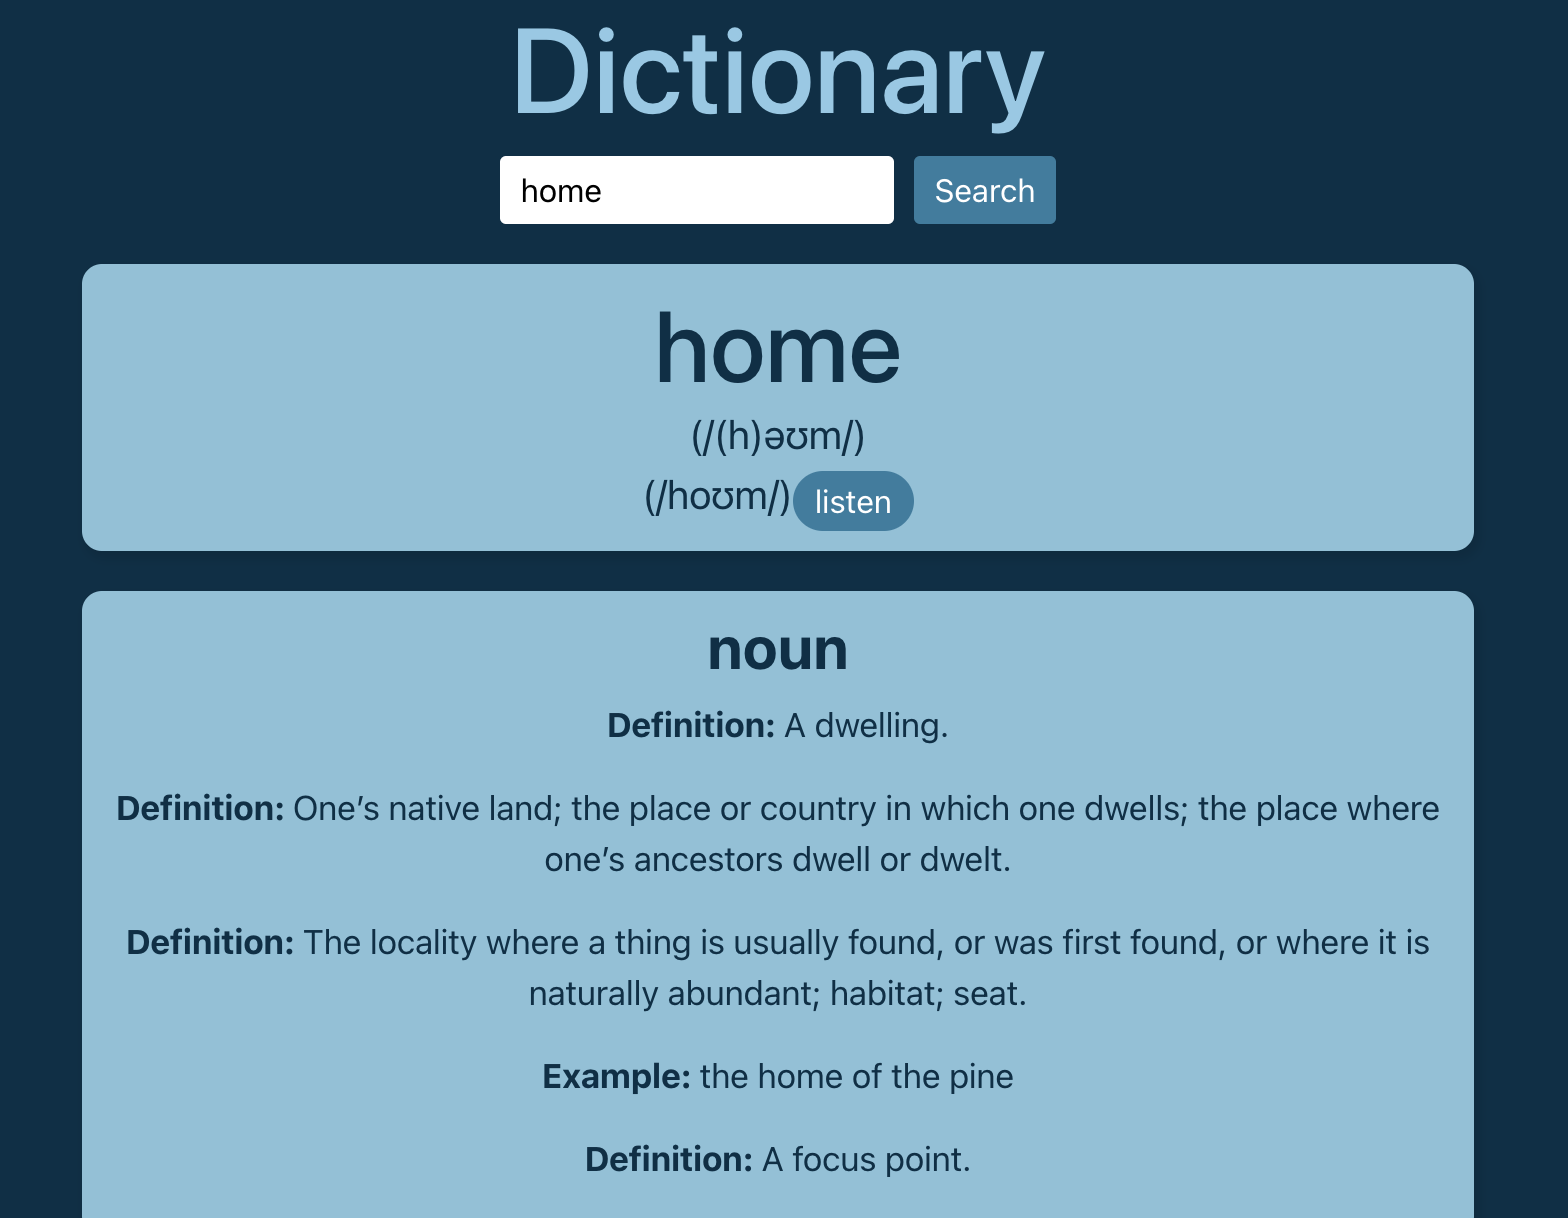 Dictionary
home
Search
home
(/(h)əʊm/)
(/hoʊm/) listen
noun
Definition: A dwelling.
Definition: One’s native land; the place or country in which one dwells; the place where
one’s ancestors dwell or dwelt.
Definition: The locality where a thing is usually found, or was first found, or where it is
naturally abundant; habitat; seat.
Example: the home of the pine
Definition: A focus point.